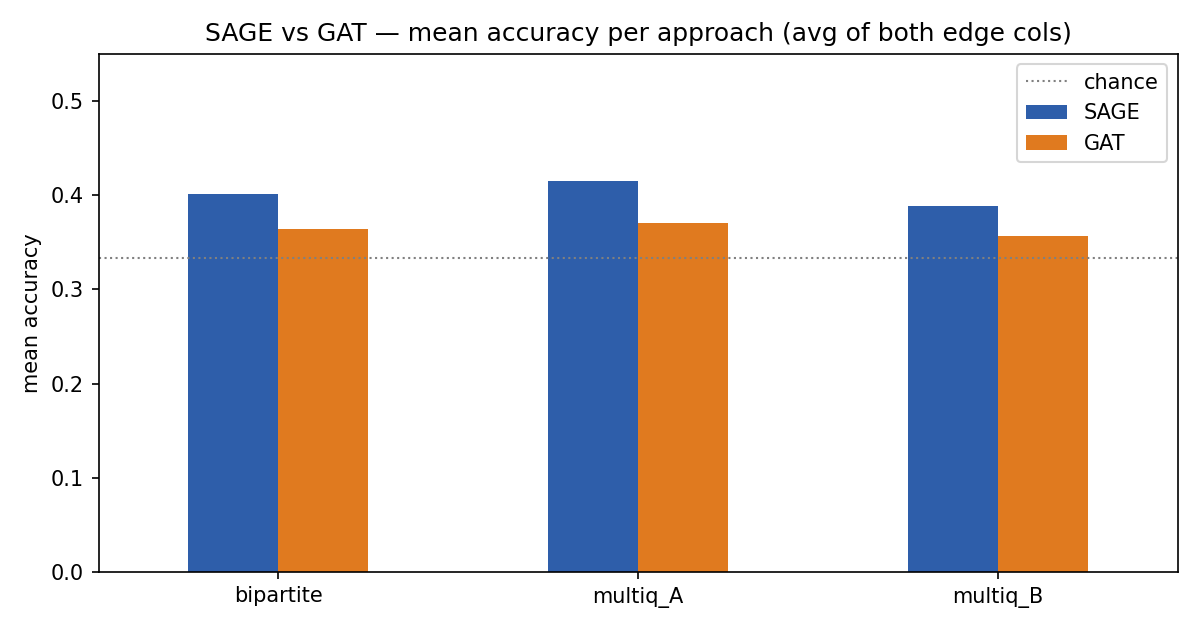 SAGE vs GAT — mean accuracy per approach (avg of both edge cols)
chance
SAGE
GAT
mean accuracy
0.5
0.4
0.3
0.2
0.1
0.0
bipartite
multiq_A
multiq_B